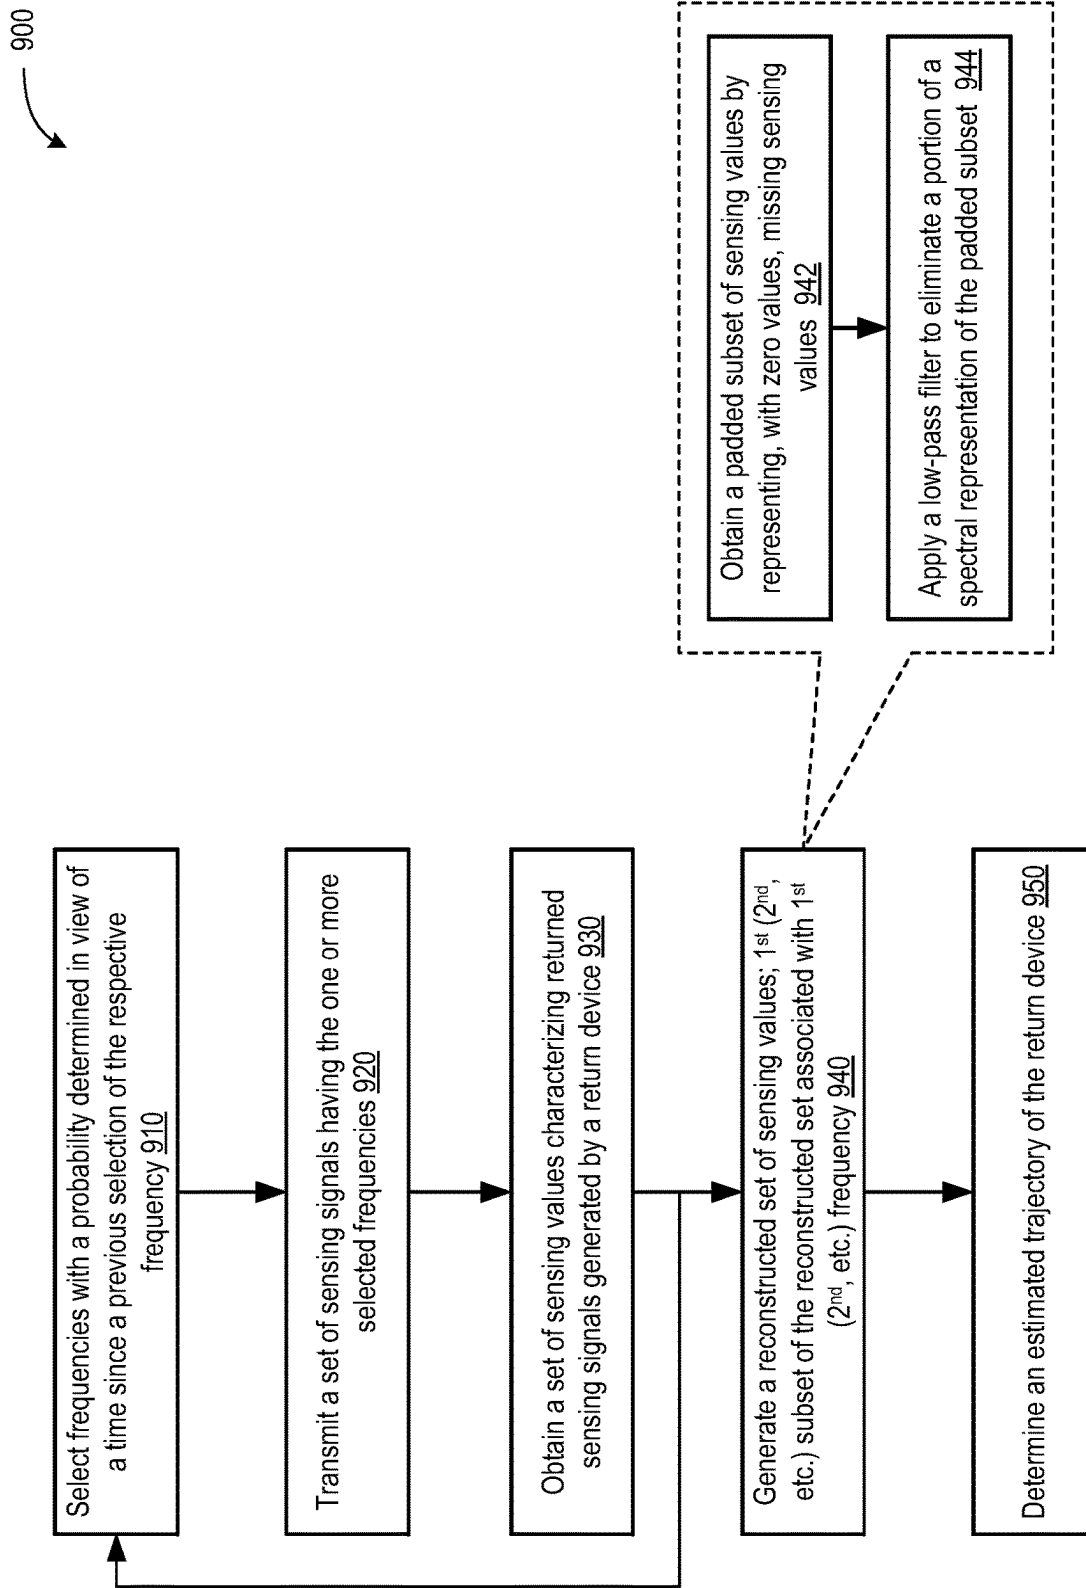 900
Select frequencies with a probability determined in view of
a time since a previous selection of the respective
frequency 910
Transmit a set of sensing signals having the one or more
selected frequencies 920
Obtain a set of sensing values characterizing returned
sensing signals generated by a return device 930
Generate a reconstructed set of sensing values; 1st (2nd,
etc.) subset of the reconstructed set associated with 1st
(2nd, etc.) frequency 940
Determine an estimated trajectory of the return device 950
Obtain a padded subset of sensing values by
representing, with zero values, missing sensing
values 942
Apply a low-pass filter to eliminate a portion of a
spectral representation of the padded subset 944